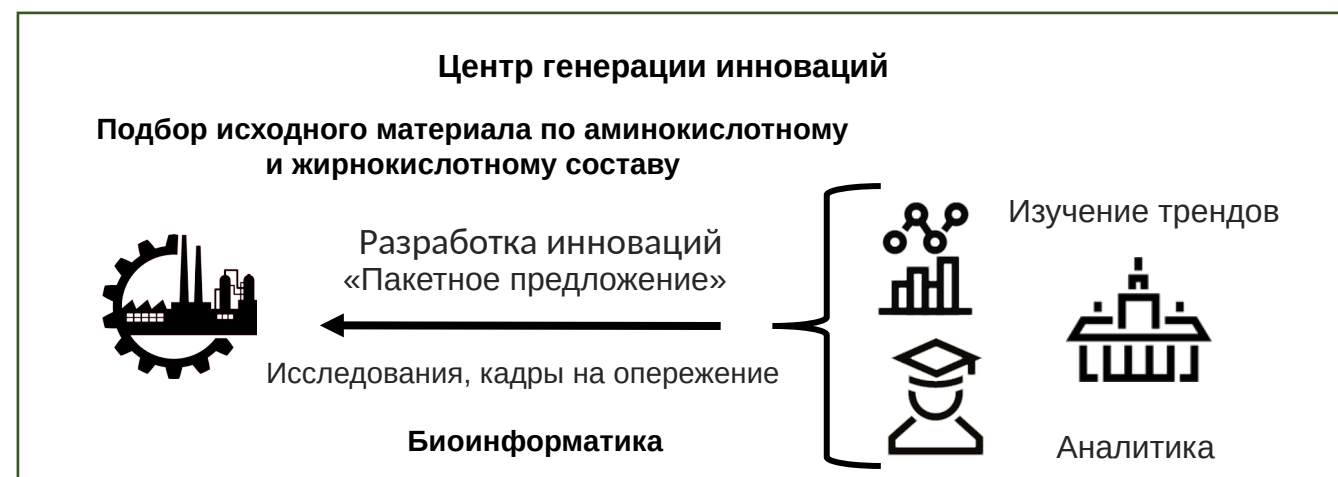 Центр генерации инноваций
Подбор исходного материала по аминокислотному
и жирнокислотному составу
Изучение трендов
Разработка инноваций
«Пакетное предложение»
Исследования, кадры на опережение
Биоинформатика
Аналитика